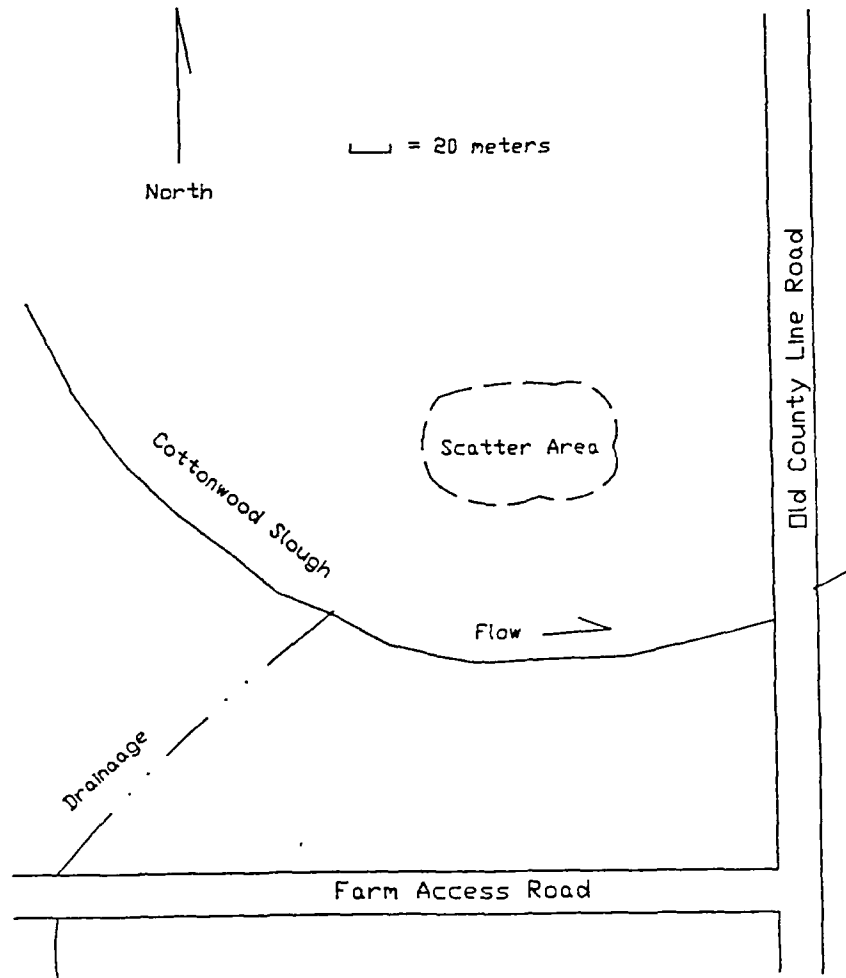 = 20 meters
North
Old County Line Road
Scatter Area
Cottonwood Slough
Flow
Drainaage
Farm Access Road